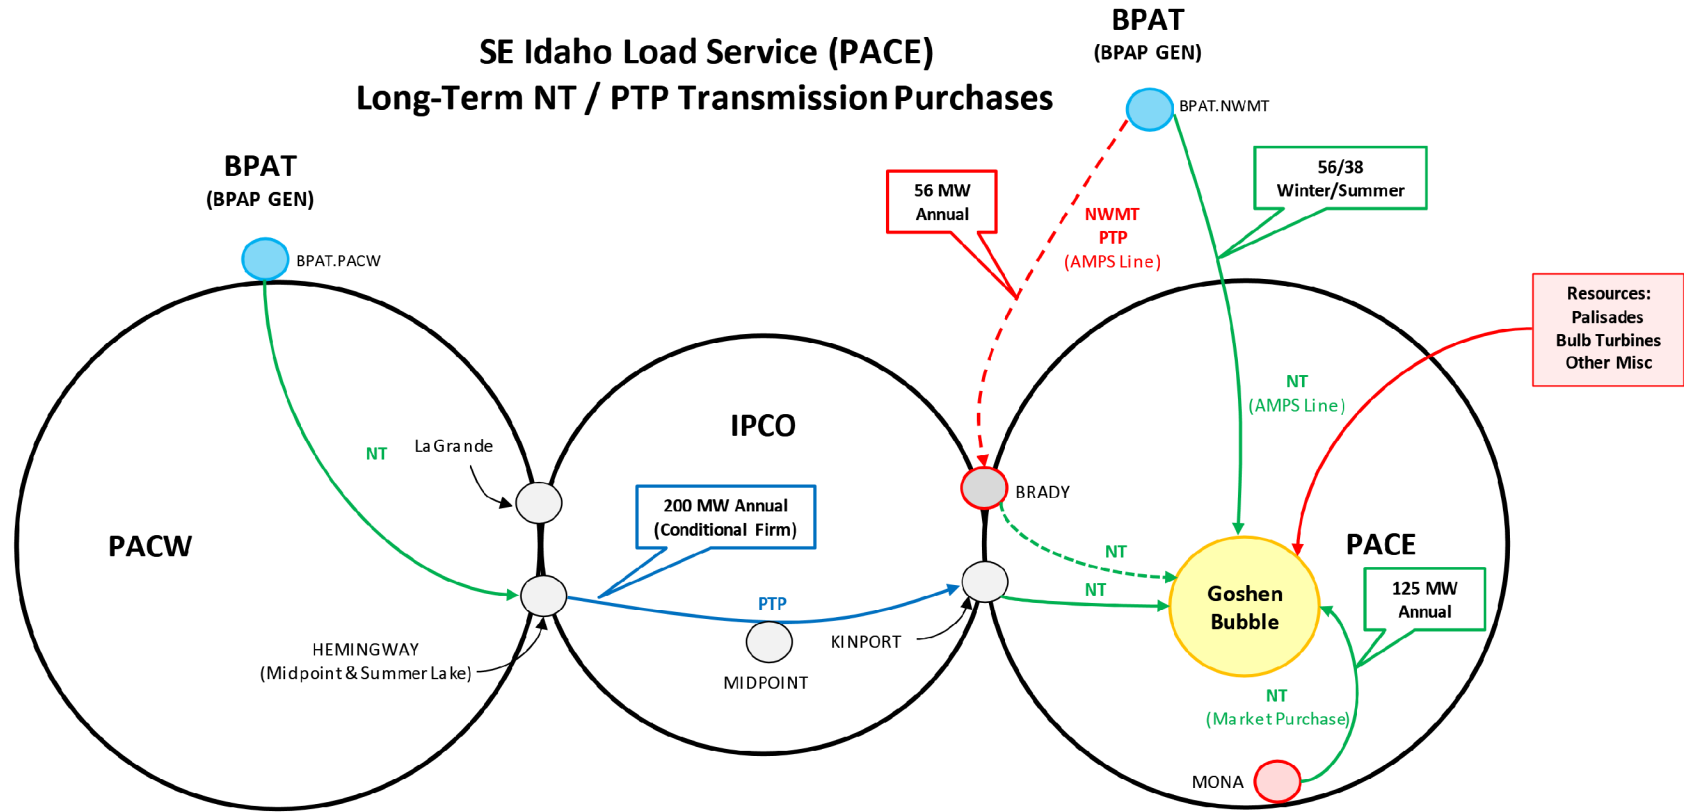 SE Idaho Load Service (PACE)
Long-Term NT / PTP Transmission Purchases
BPAT
(BPAP GEN)
BPAT.NWMT
BPAT
(BPAP GEN)
BPAT.PACW
56 MW
Annual
NWMT
PTP
(AMPS Line)
56/38
Winter/Summer
Resources:
Palisades
Bulb Turbines
Other Misc
NT
(AMPS Line)
NT
La Grande
IPCO
BRADY
200 MW Annual
(Conditional Firm)
PACW
PACE
NT
NT
Goshen
Bubble
125 MW
Annual
PTP
HEMINGWAY
(Midpoint & Summer Lake)
MIDPOINT
KINPORT
NT
(Market Purchase)
MONA